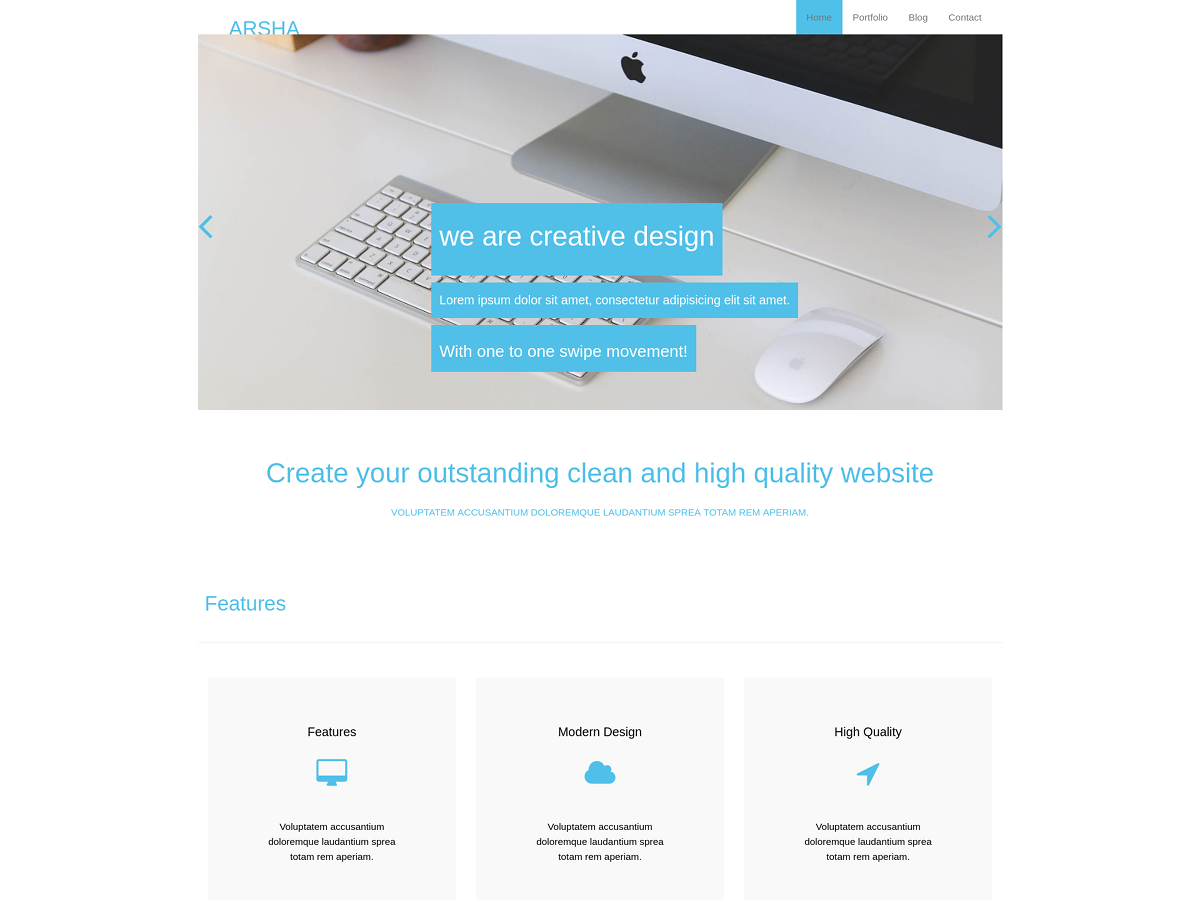 ARSHA
Home
Portfolio
Blog
Contact
we are creative design
Lorem ipsum dolor sit amet, consectetur adipisicing elit sit amet.
With one to one swipe movement!
Create your outstanding clean and high quality website
VOLUPTATEM ACCUSANTIUM DOLOREMQUE LAUDANTIUM SPREA TOTAM REM APERIAM.
Features
Features
Voluptatem accusantium
doloremque laudantium sprea
totam rem aperiam.
Modern Design
Voluptatem accusantium
doloremque laudantium sprea
totam rem aperiam.
High Quality
Voluptatem accusantium
doloremque laudantium sprea
totam rem aperiam.